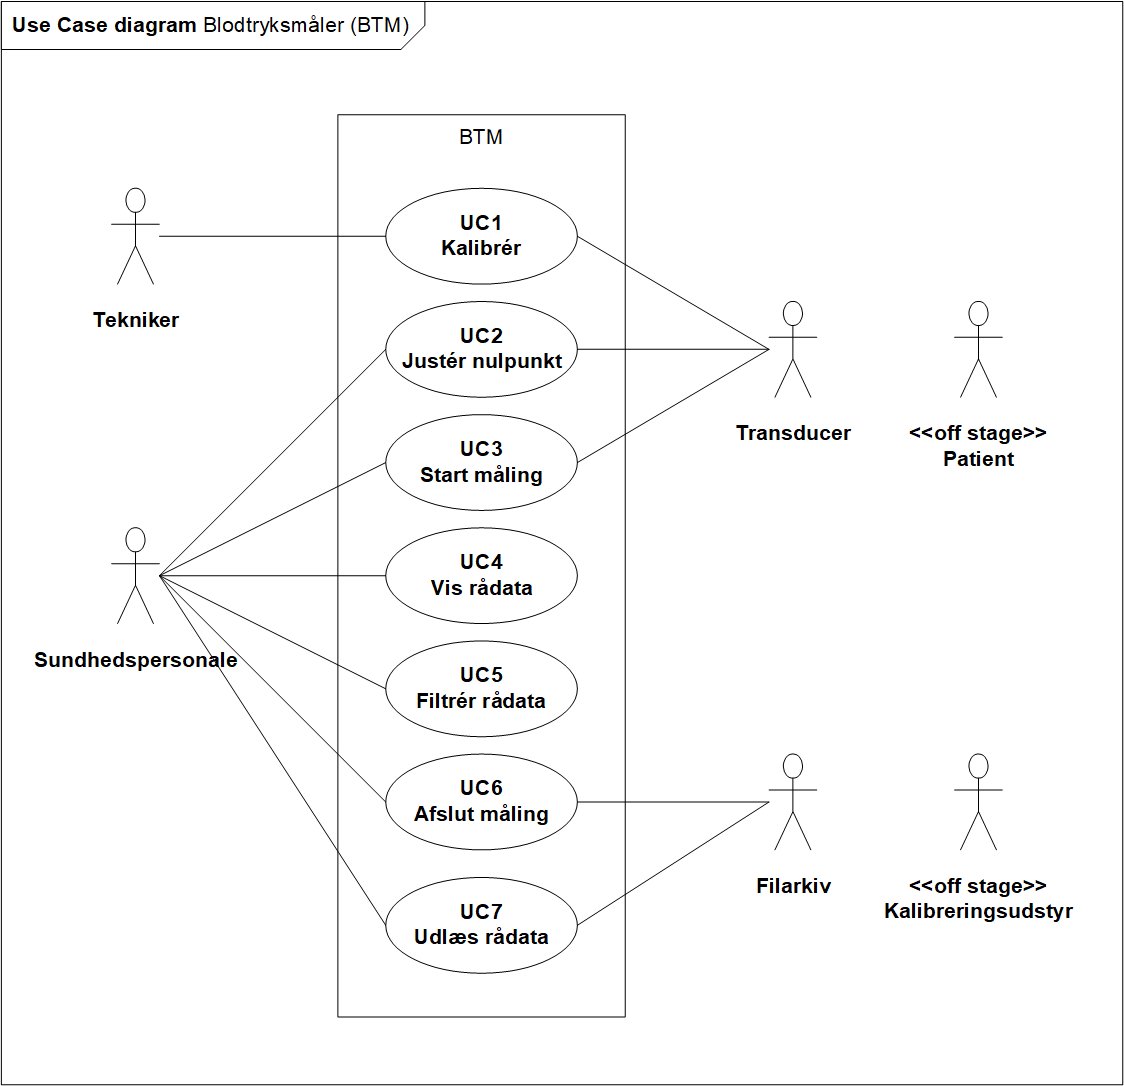 Use Case diagram Blodtryksmåler (BTM)
BTM
UC1
Kalibrér
Tekniker
UC2
Justér nulpunkt
Transducer
<<off stage>>
Patient
UC3
Start måling
UC4
Vis rådata
Sundhedspersonale
UC5
Filtrér rådata
UC6
Afslut måling
Filarkiv
<<off stage>>
Kalibreringsudstyr
UC7
Udlæs rådata